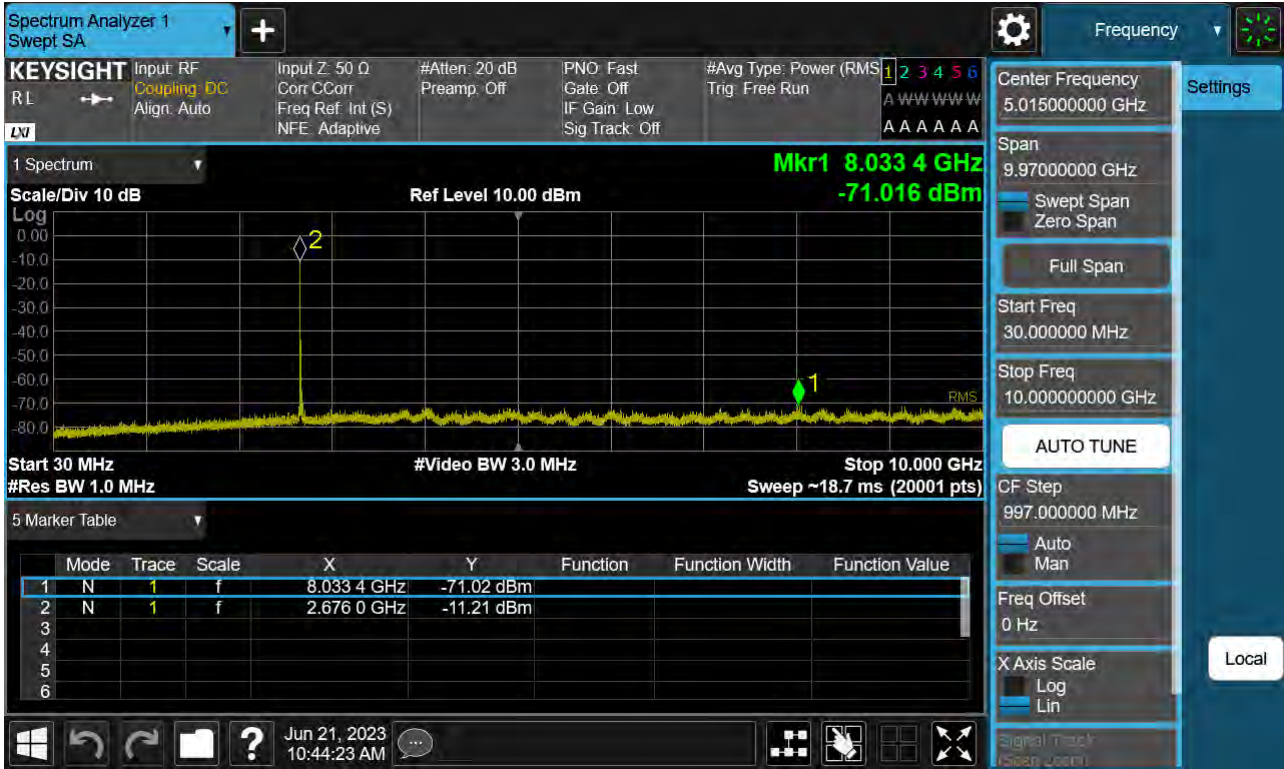 Spectrum Analyzer 1
Swept SA
+
Frequency
KEYSIGHT
RL
LXI
Input: RF
Coupling: DC
Align: Auto
Input Z: 50 Ω
Corr CCorr
Freq Ref: Int (S)
NFE: Adaptive
#Atten: 20 dB
Preamp: Off
PNO: Fast
Gate: Off
IF Gain: Low
Sig Track: Off
#Avg Type: Power (RMS
Trig: Free Run
1 2 3 4 5 6
A W W W W W
A A A A A A
1 Spectrum
Scale/Div 10 dB
Ref Level 10.00 dBm
Mkr1 8.033 4 GHz
-71.016 dBm
Log
0.00
-10.0
-20.0
-30.0
-40.0
-50.0
-60.0
-70.0
-80.0
2
1
RMS
Start 30 MHz
#Video BW 3.0 MHz
Stop 10.000 GHz
#Res BW 1.0 MHz
Sweep ~18.7 ms (20001 pts)
5 Marker Table
Mode Trace Scale X Y Function Function Width Function Value
1 N 1 f 8.033 4 GHz -71.02 dBm
2 N 1 f 2.676 0 GHz -11.21 dBm
3
4
5
6
?
Jun 21, 2023
10:44:23 AM
Center Frequency
5.015000000 GHz
Settings
Span
9.97000000 GHz
Swept Span
Zero Span
Full Span
Start Freq
30.000000 MHz
Stop Freq
10.000000000 GHz
AUTO TUNE
CF Step
997.000000 MHz
Auto
Man
Freq Offset
0 Hz
X Axis Scale
Log
Lin
Local
Signal Track
(Span Zoom)